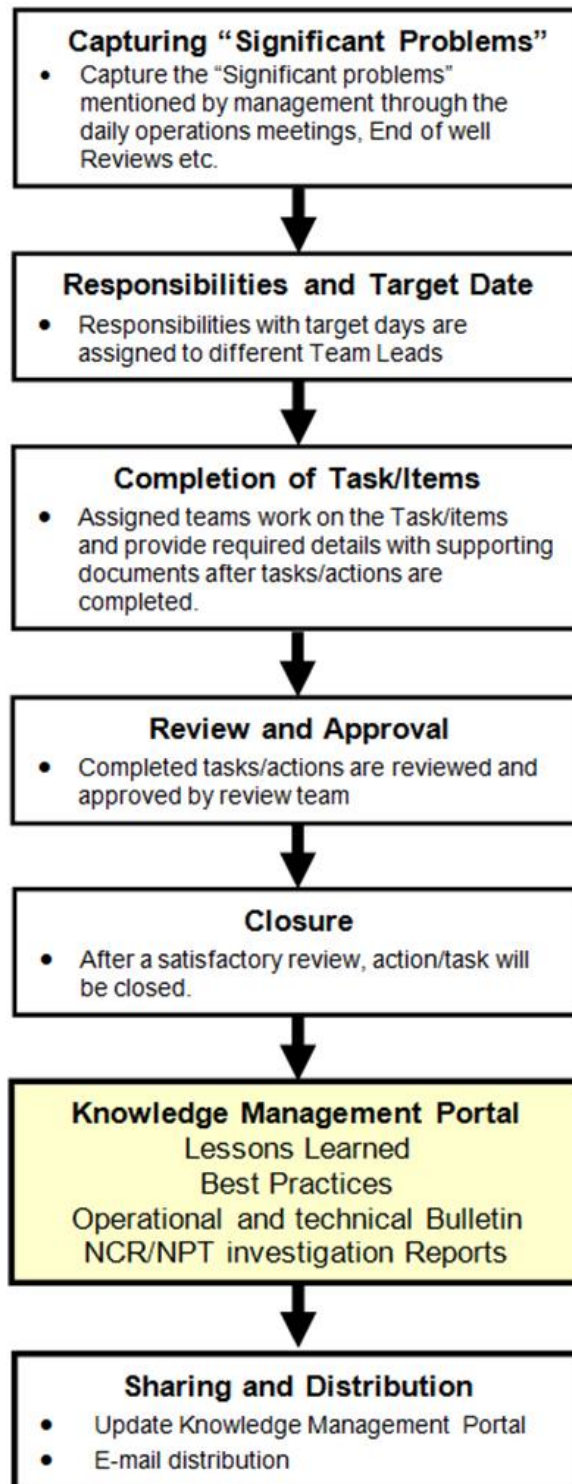 Capturing “Significant Problems”
• Capture the “Significant problems”
mentioned by management through the
daily operations meetings, End of well
Reviews etc.
Responsibilities and Target Date
• Responsibilities with target days are
assigned to different Team Leads
Completion of Task/Items
• Assigned teams work on the Task/items
and provide required details with supporting
documents after tasks/actions are
completed.
Review and Approval
• Completed tasks/actions are reviewed and
approved by review team
Closure
• After a satisfactory review, action/task will
be closed.
Knowledge Management Portal
Lessons Learned
Best Practices
Operational and technical Bulletin
NCR/NPT investigation Reports
Sharing and Distribution
• Update Knowledge Management Portal
• E-mail distribution